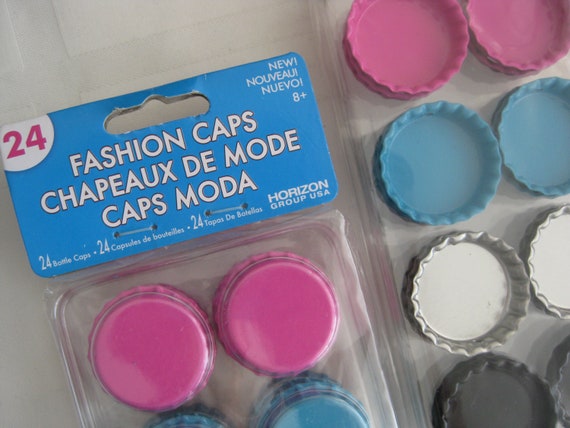 24
NEW!
NOUVEAU!
NUEVO!
8+
FASHION CAPS
CHAPEAUX DE MODE
CAPS MODA
HORIZON
GROUP USA
24 Bottle Caps • 24 Capsules de bouteilles • 24 Tapas De Botellas